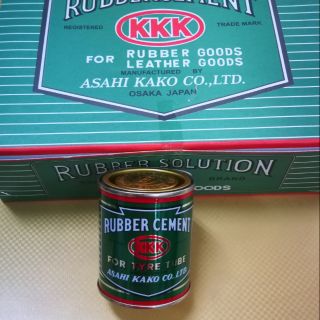 RUBBER CEMENT
REGISTERED KKK TRADE MARK
FOR RUBBER GOODS
LEATHER GOODS
MANUFACTURED BY
ASAHI KAKO CO., LTD.
OSAKA JAPAN
RUBBER SOLUTION
BRAND
GOODS
RUBBER CEMENT
KKK
FOR TYRE TUBE
ASAHI KAKO CO. LTD.